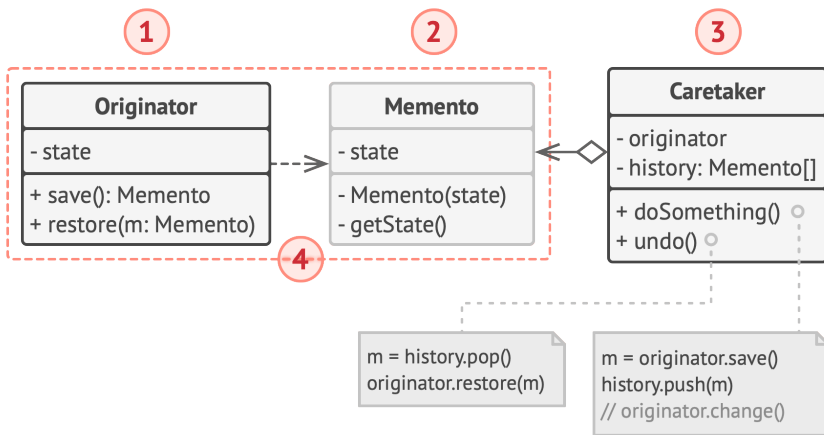 1
2
3
Originator
- state
+ save(): Memento
+ restore(m: Memento)
Memento
- state
- Memento(state)
- getState()
Caretaker
- originator
- history: Memento[]
+ doSomething()
+ undo()
4
m = history.pop()
originator.restore(m)
m = originator.save()
history.push(m)
// originator.change()